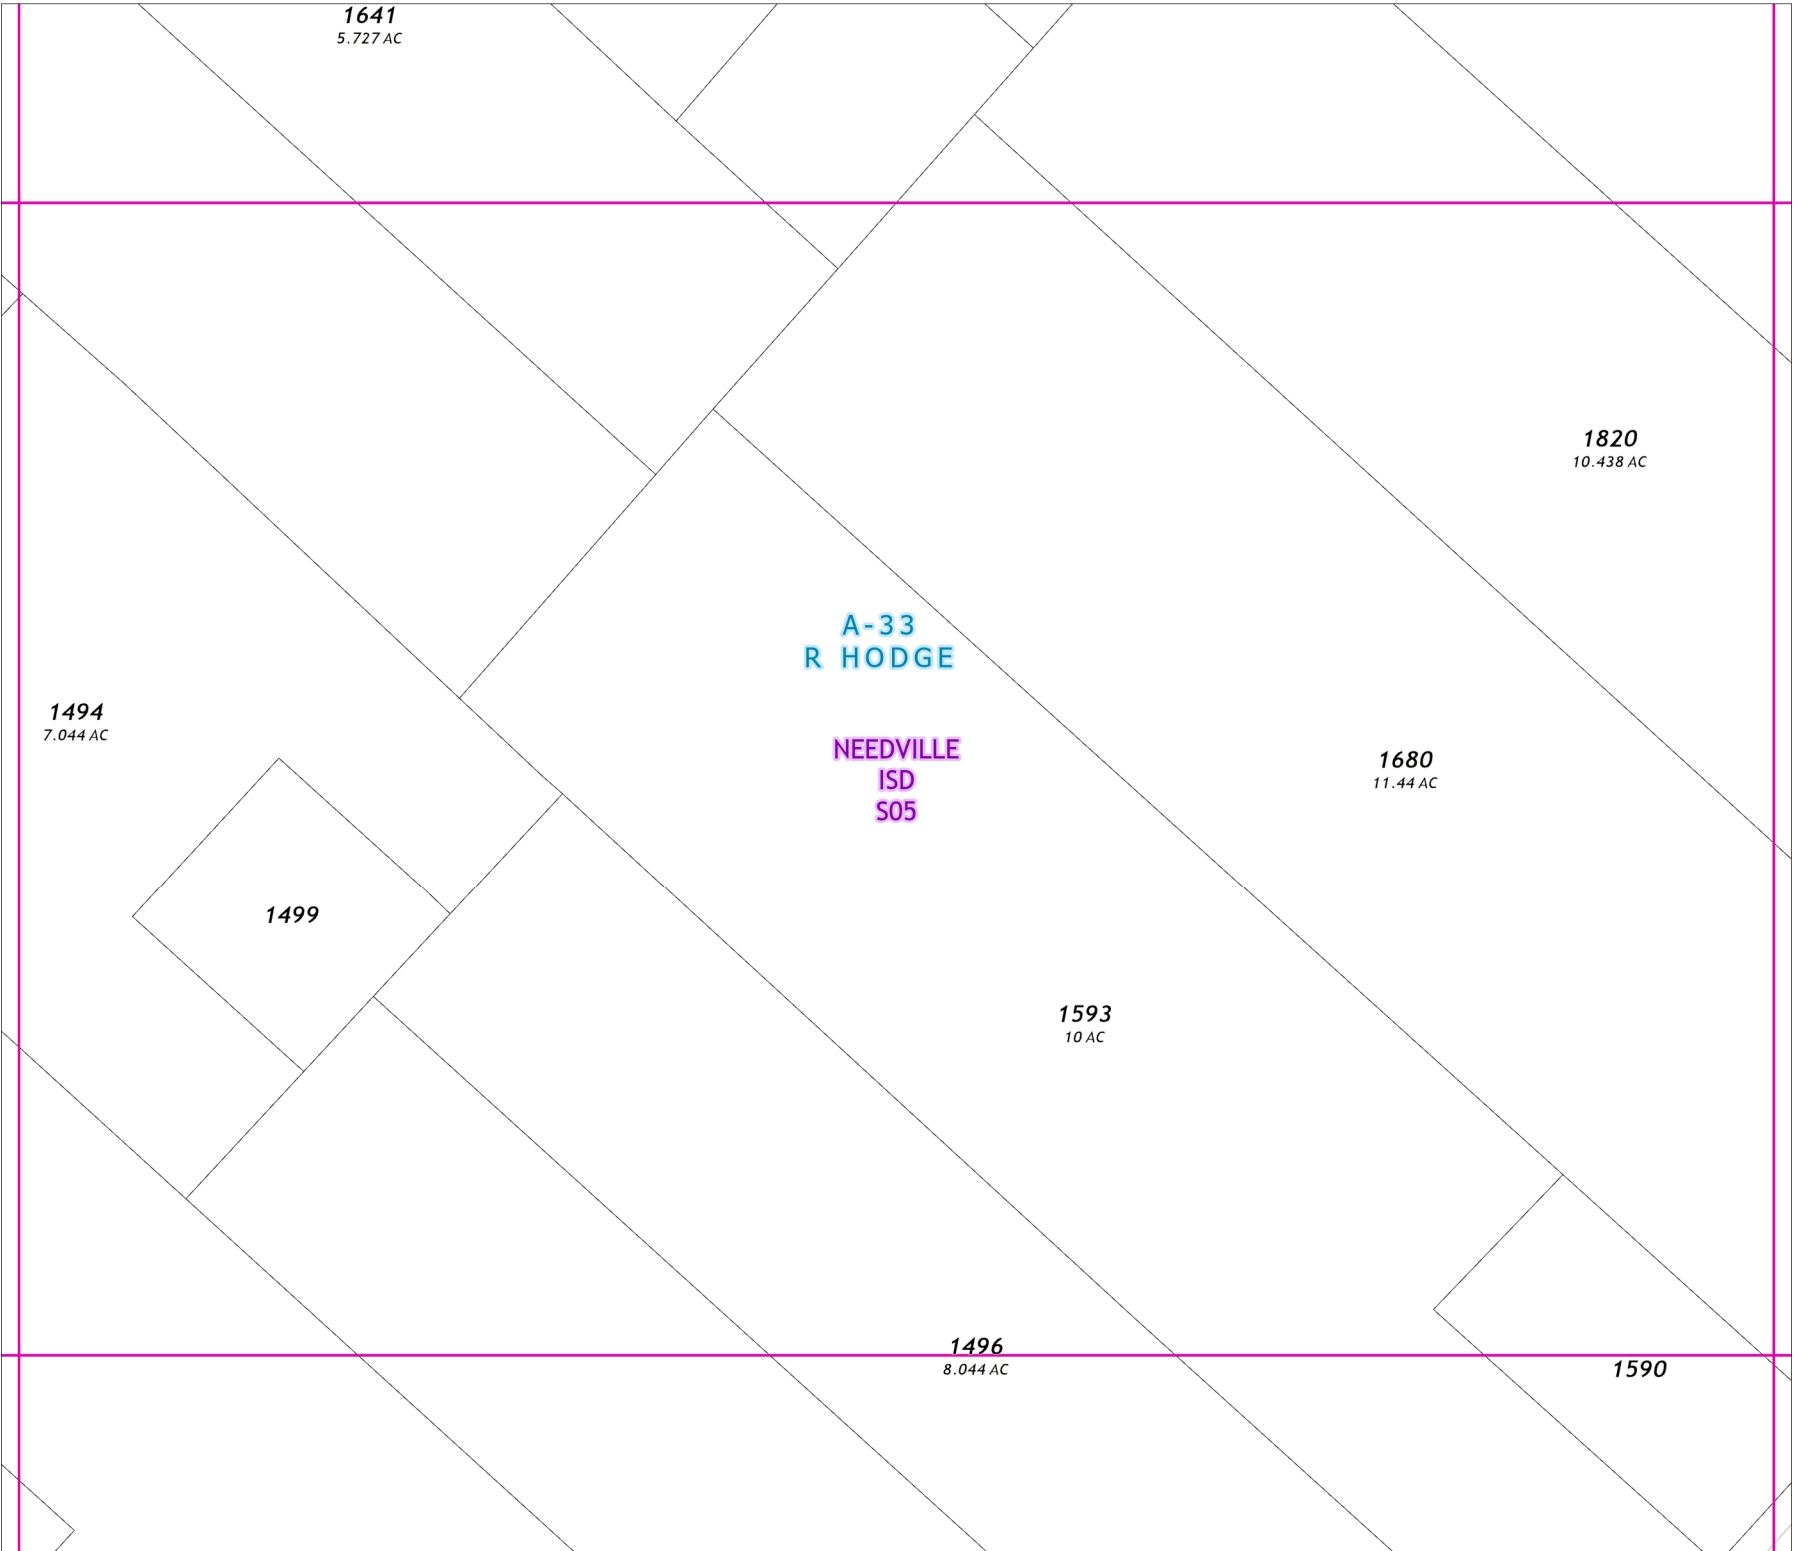 1641
5.727 AC
1820
10.438 AC
A-33
R HODGE
1494
7.044 AC
NEEDVILLE
ISD
S05
1680
11.44 AC
1499
1593
10 AC
1496
8.044 AC
1590